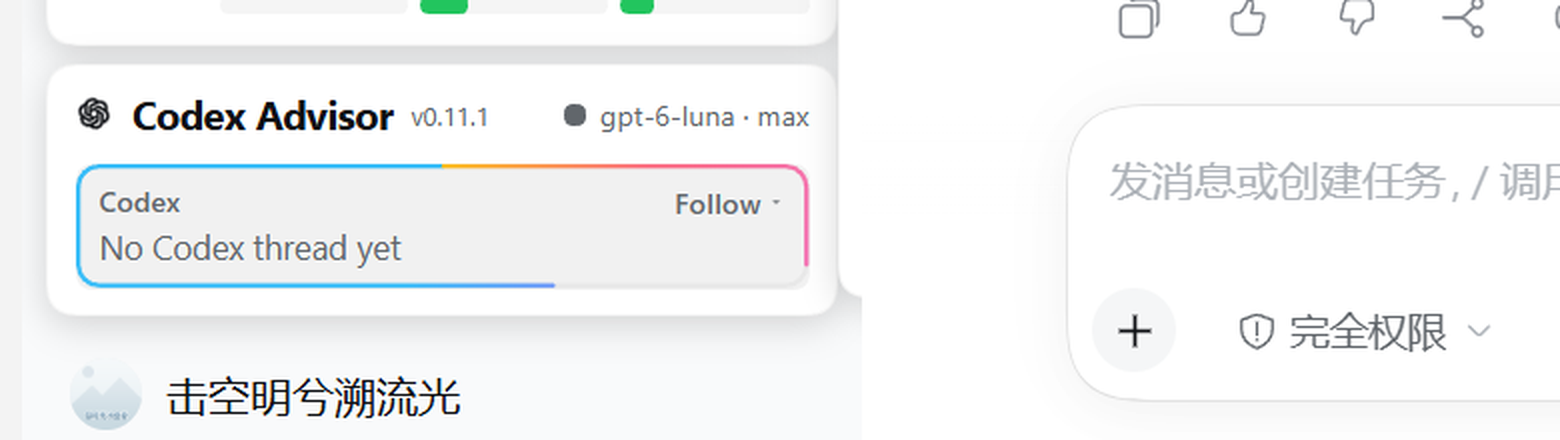 Codex Advisor v0.11.1 gpt-6-luna · max
Codex
Follow
No Codex thread yet
击空明兮溯流光
发消息或创建任务, / 调用
完全权限